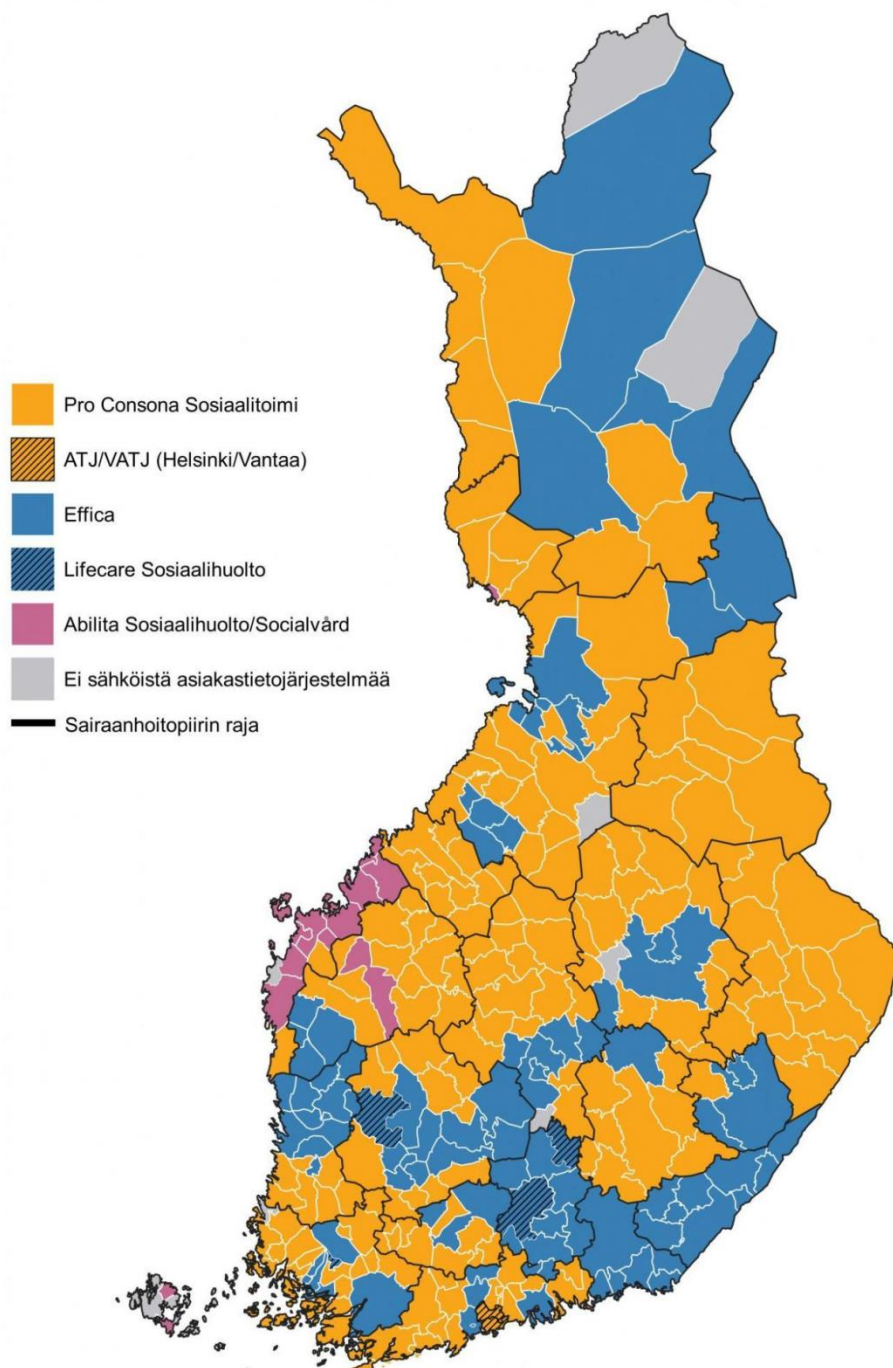 Pro Consona Sosiaalitoimi
ATJ/VATJ (Helsinki/Vantaa)
Effica
Lifecare Sosiaalihuolto
Abilita Sosiaalihuolto/Socialvård
Ei sähköistä asiakastietojärjestelmää
Sairaanhoitopiirin raja